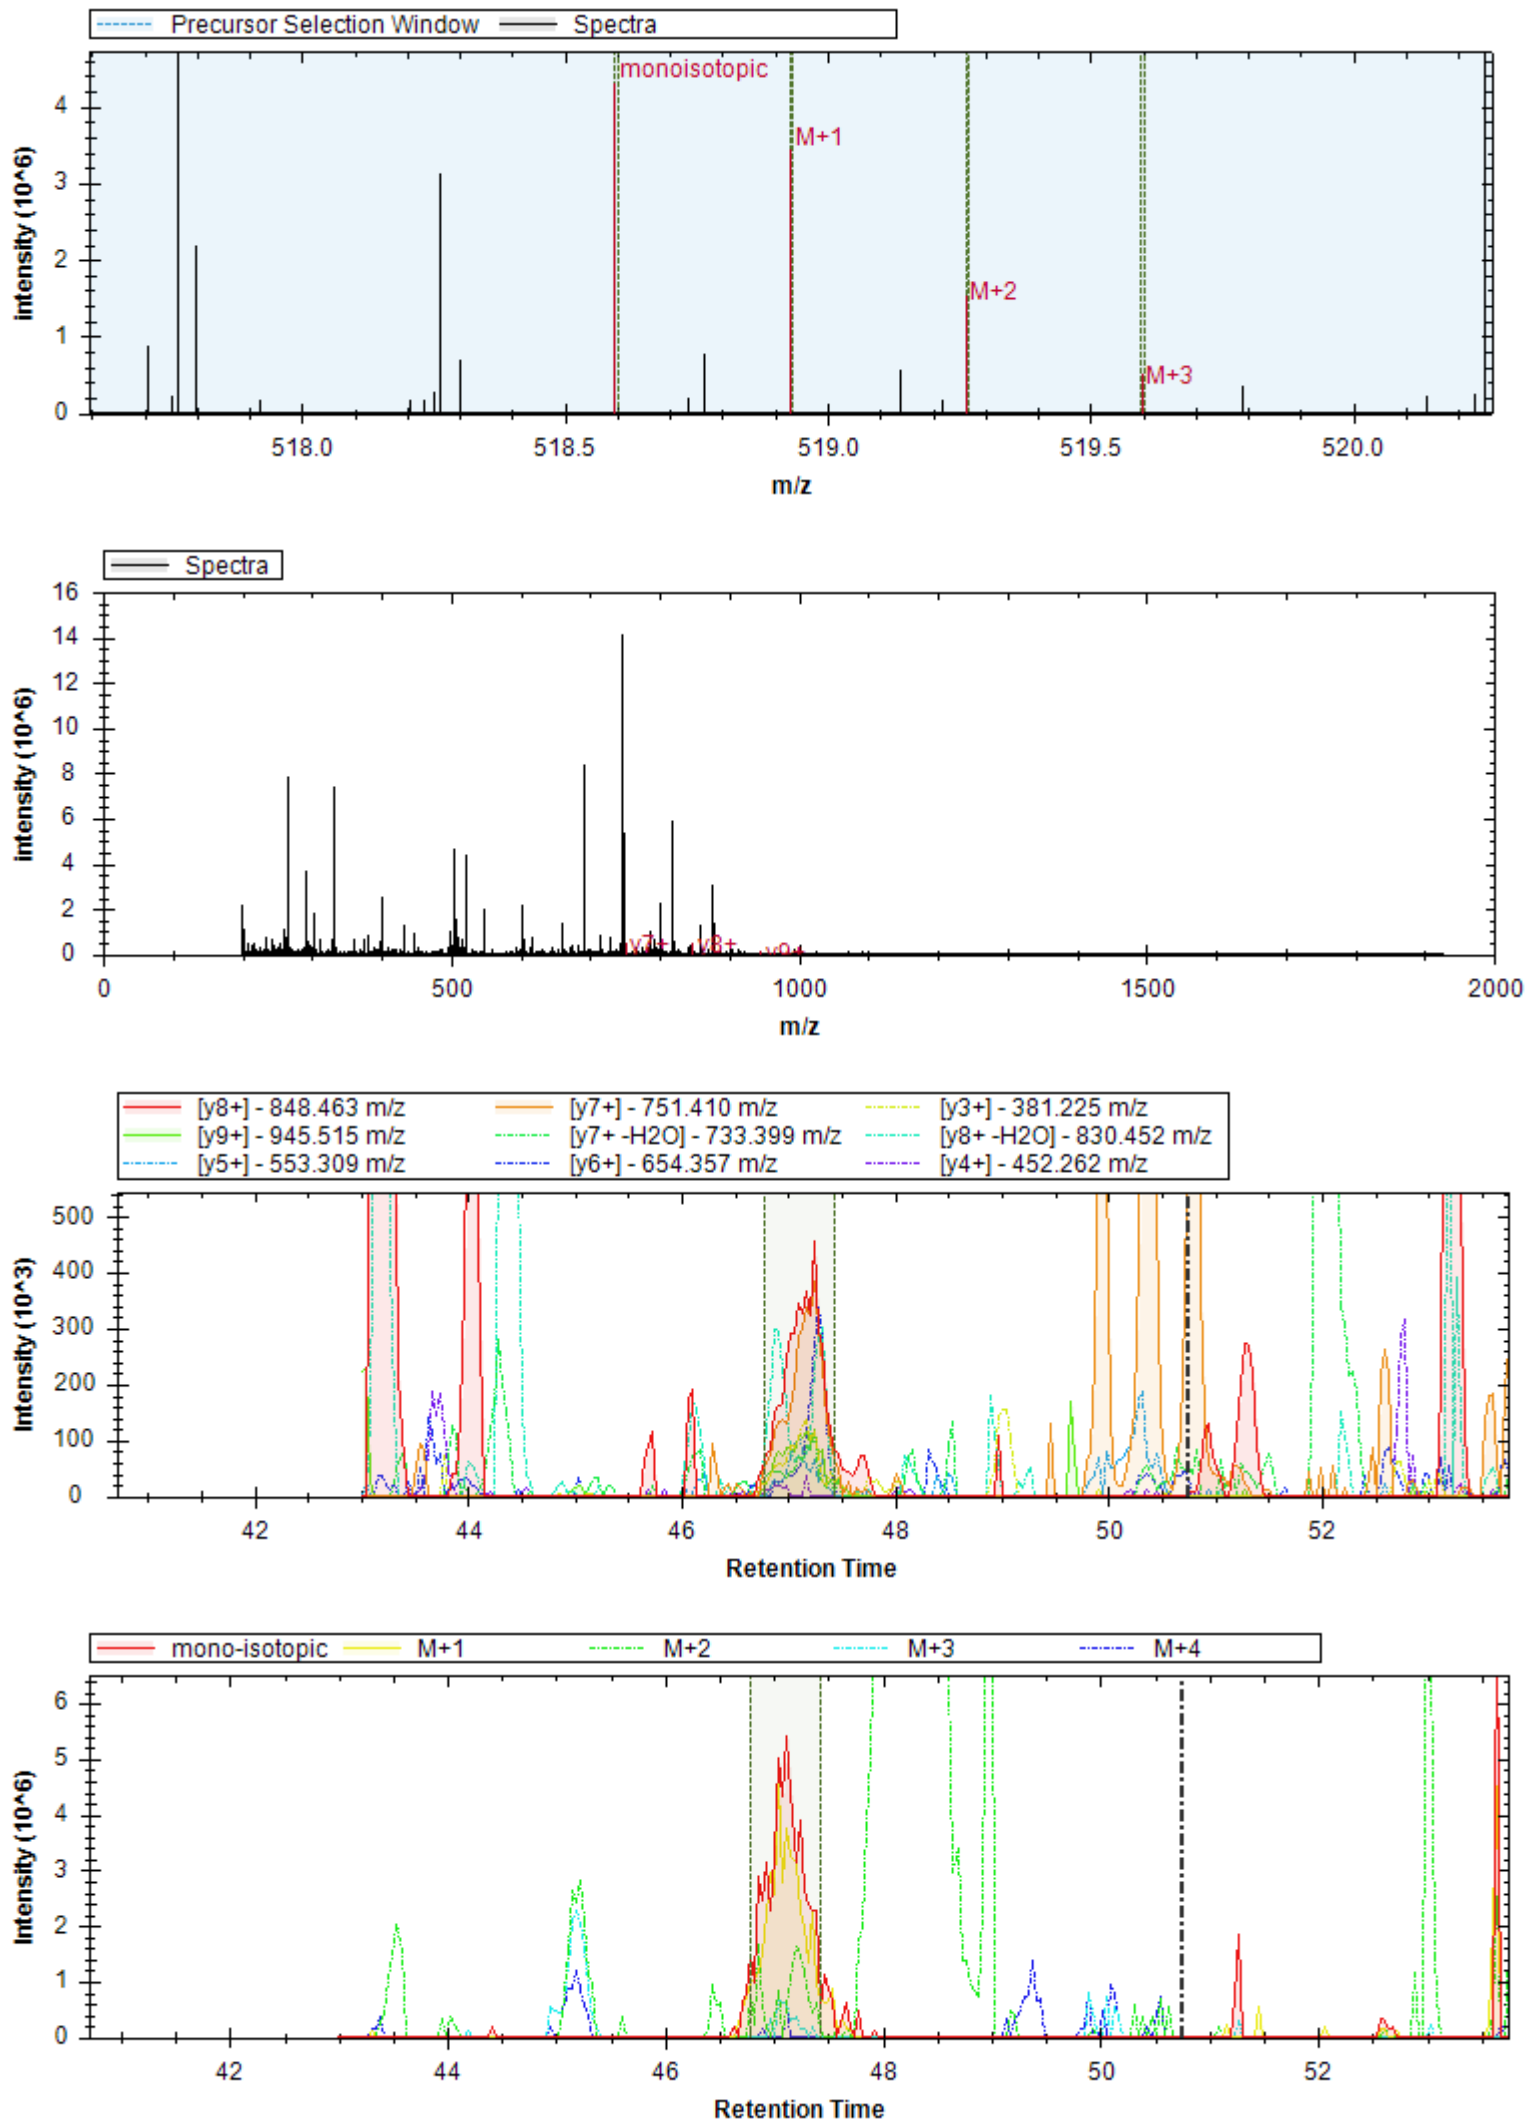 Precursor Selection Window Spectra
intensity (10^6)
4
3
2
1
0
monoisotopic
M+1
M+2
M+3
518.0 518.5 519.0 519.5 520.0
m/z
Spectra
intensity (10^6)
16
14
12
10
8
6
4
2
0
y7+ y8+ y9+
0 500 1000 1500 2000
m/z
[y8+] - 848.463 m/z [y7+] - 751.410 m/z [y3+] - 381.225 m/z
[y9+] - 945.515 m/z [y7+ -H2O] - 733.399 m/z [y8+ -H2O] - 830.452 m/z
[y5+] - 553.309 m/z [y6+] - 654.357 m/z [y4+] - 452.262 m/z
Intensity (10^3)
500
400
300
200
100
0
42 44 46 48 50 52
Retention Time
mono-isotopic M+1 M+2 M+3 M+4
Intensity (10^6)
6
5
4
3
2
1
0
42 44 46 48 50 52
Retention Time